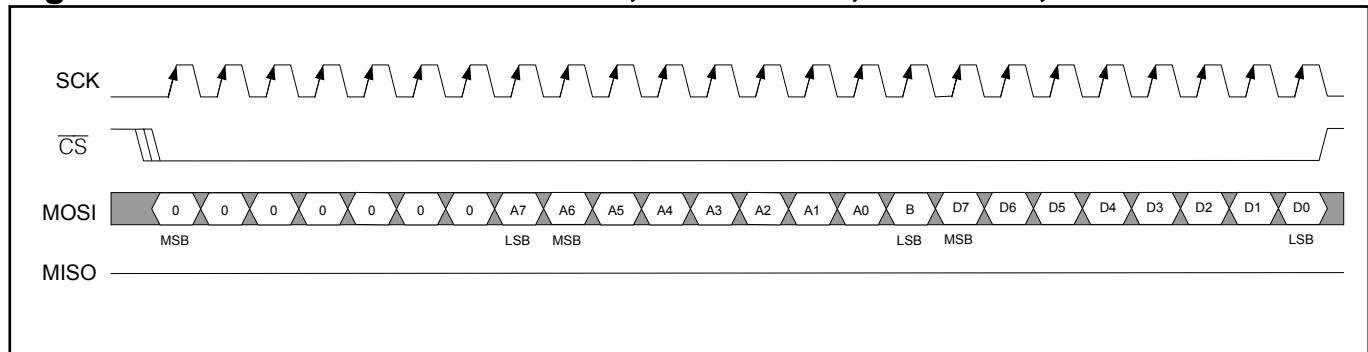 SCK
CS
MOSI 0 0 0 0 0 0 0 A7 A6 A5 A4 A3 A2 A1 A0 B D7 D6 D5 D4 D3 D2 D1 D0
MSB LSB MSB LSB MSB LSB
MISO